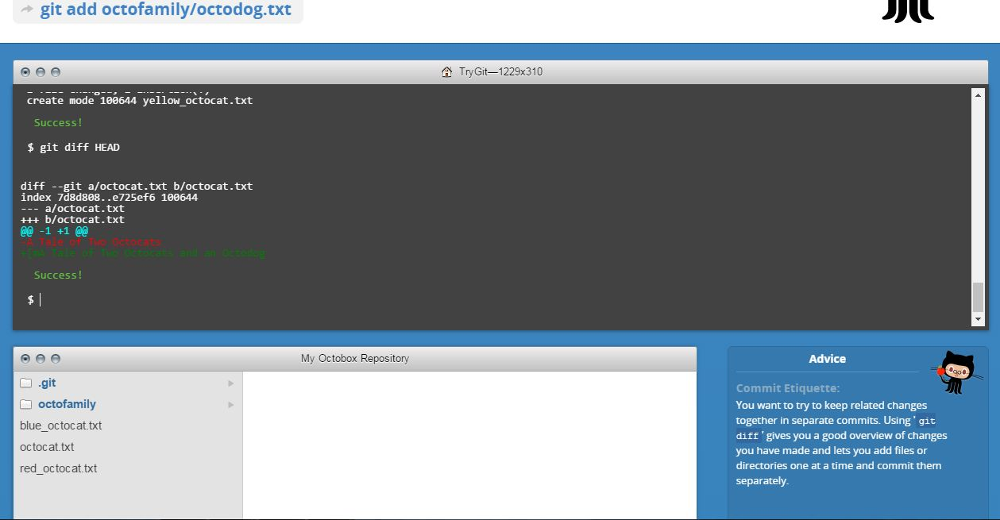 git add octofamily/octodog.txt
TryGit—1229x310
create mode 100644 yellow_octocat.txt
Success!
$ git diff HEAD
diff --git a/octocat.txt b/octocat.txt
index 7d8d808..e725ef6 100644
--- a/octocat.txt
+++ b/octocat.txt
@@ -1 +1 @@
-A Tale of Two Octocats
+[mA Tale of Two Octocats and an Octodog
Success!
$
My Octobox Repository
.git
octofamily
blue_octocat.txt
octocat.txt
red_octocat.txt
Advice
Commit Etiquette:
You want to try to keep related changes
together in separate commits. Using 'git
diff' gives you a good overview of changes
you have made and lets you add files or
directories one at a time and commit them
separately.